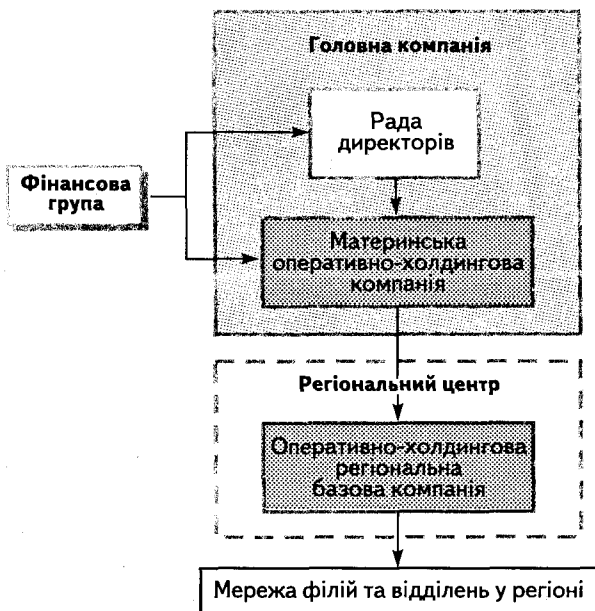 Головна компанія
Рада
директорів
Фінансова
група
Материнська
оперативно-холдингова
компанія
Регіональний центр
Оперативно-холдингова
регіональна
базова компанія
Мережа філій та відділень у регіоні